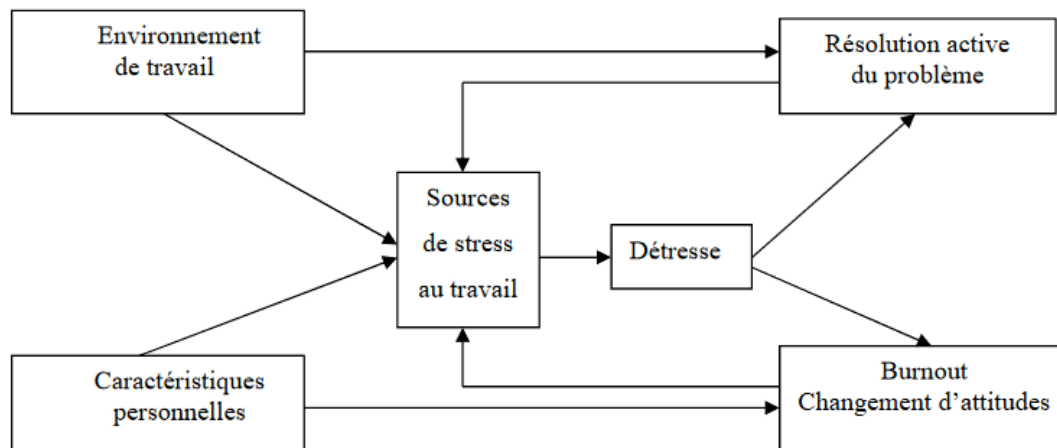 Environnement
de travail
Résolution active
du problème
Sources
de stress
au travail
Détresse
Caractéristiques
personnelles
Burnout
Changement d’attitudes